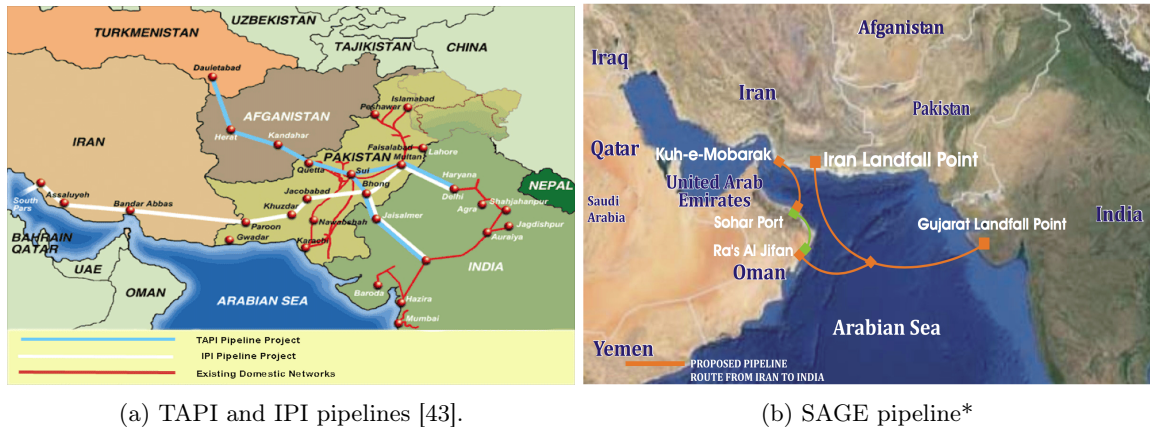 UZBEKISTAN
TURKMENISTAN
TAJIKISTAN
CHINA
Dauletabad
Islamabad
Peshawar
AFGANISTAN
Herat
Kandahar
IRAN
Faisalabad
Lahore
PAKISTAN
Multan
Quetta
Sui
Haryana
NEPAL
Jacobabad
Bhong
Delhi
South
Pars
Assaluyeh
Khuzdar
Agra
Shahjahanpur
Bandar Abbas
Nawabshah
Jaisalmer
Jagdishpur
Paroon
Auraiya
BAHRAIN
QATAR
Gwadar
Karachi
UAE
INDIA
OMAN
ARABIAN SEA
Baroda
Hazira
Mumbai
TAPI Pipeline Project
IPI Pipeline Project
Existing Domestic Networks
(a) TAPI and IPI pipelines [43].
Afganistan
Iraq
Iran
Pakistan
Qatar
Kuh-e-Mobarak
Iran Landfall Point
United Arab
Emirates
Saudi
Arabia
Sohar Port
Gujarat Landfall Point
India
Ra's Al Jifan
Oman
Arabian Sea
Yemen
PROPOSED PIPELINE
ROUTE FROM IRAN TO INDIA
(b) SAGE pipeline*